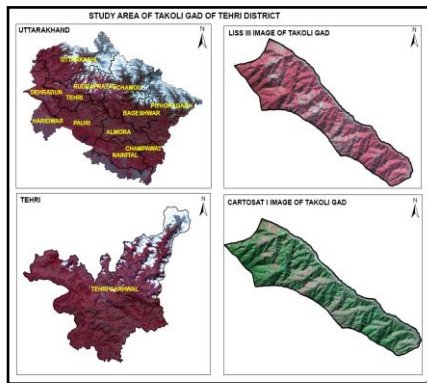 STUDY AREA OF TAKOLI GAD OF TEHRI DISTRICT
UTTARAKHAND
N
UTTARKASHI
RUDRAPRAYAG
CHAMOLI
DEHRADUN
TEHRI
PITHORAGARH
BAGESHWAR
HARIDWAR
PAURI
ALMORA
CHAMPAWAT
NAINITAL
LISS III IMAGE OF TAKOLI GAD
N
TEHRI
N
TEHRI GARHWAL
CARTOSAT I IMAGE OF TAKOLI GAD
N